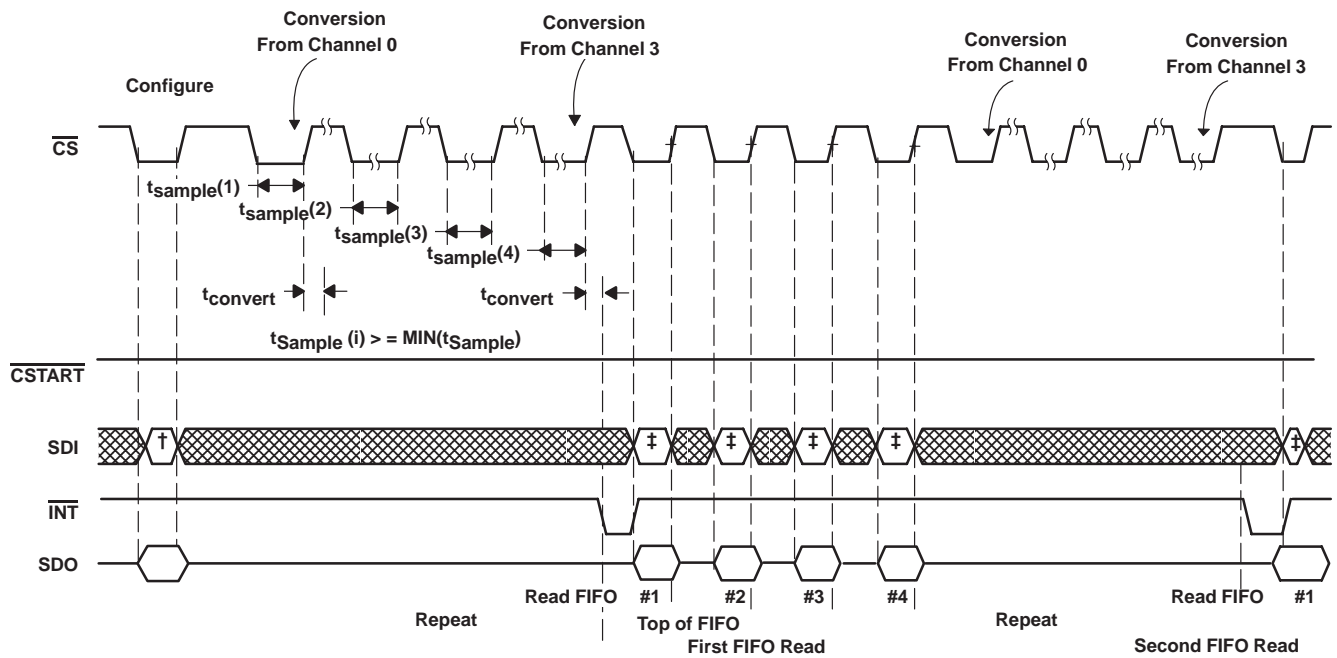 Conversion
From Channel 0
Conversion
From Channel 3
Conversion
From Channel 0
Conversion
From Channel 3
Configure
CS
tsample(1)
tsample(2)
tsample(3)
tsample(4)
tconvert
tconvert
tSample (i) > = MIN(tSample)
CSTART
SDI
†
‡
‡
‡
‡
‡
INT
SDO
Read FIFO
#1
#2
#3
#4
Read FIFO
#1
Repeat
Top of FIFO
Repeat
First FIFO Read
Second FIFO Read